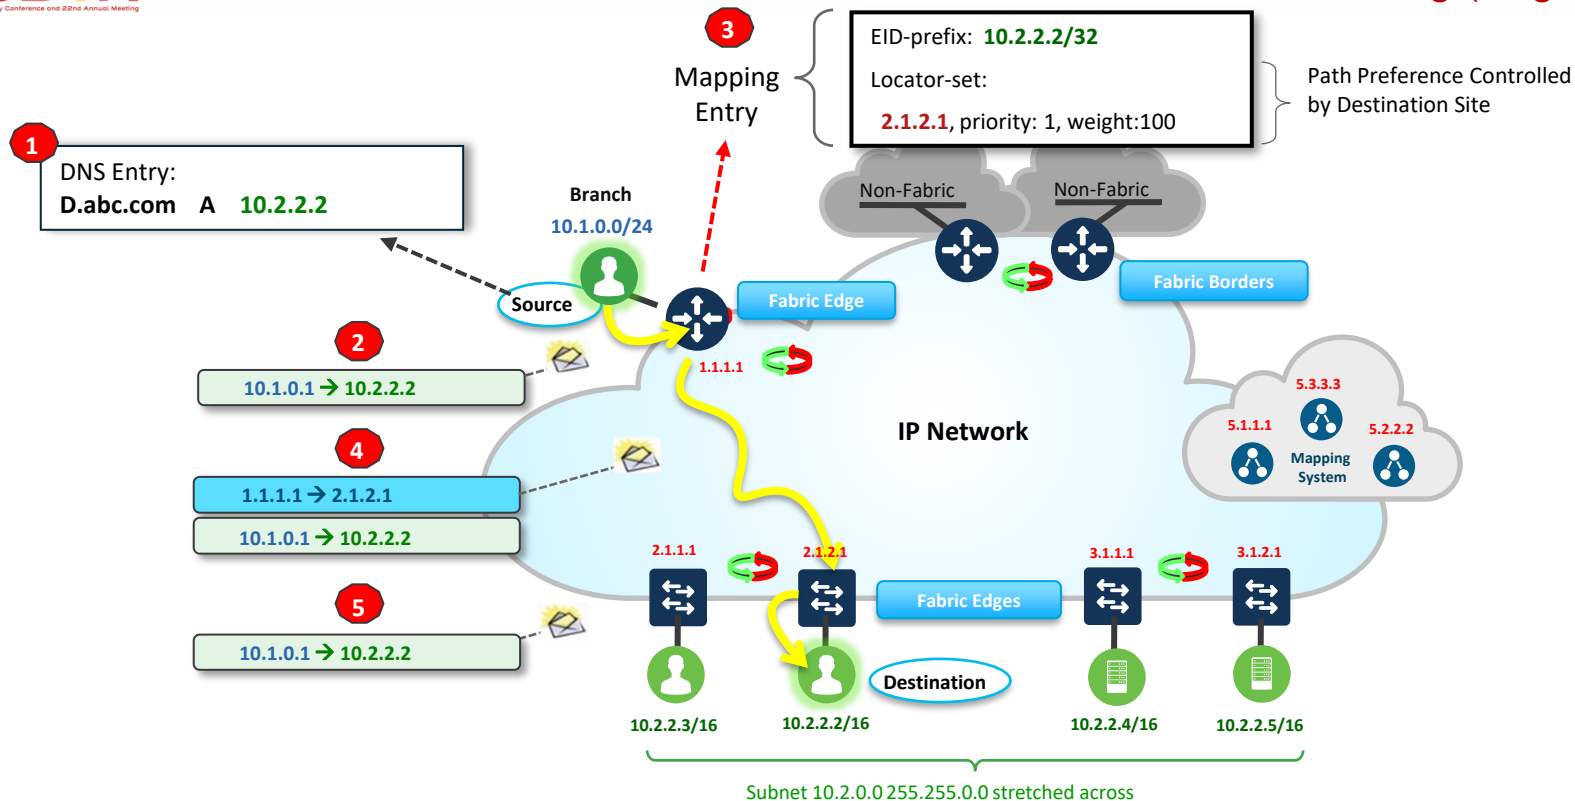 y Conference and 22nd Annual Meeting
3
Mapping
Entry
EID-prefix: 10.2.2.2/32
Locator-set:
2.1.2.1, priority: 1, weight:100
Path Preference Controlled
by Destination Site
1
DNS Entry:
D.abc.com A 10.2.2.2
Branch
10.1.0.0/24
Non-Fabric
Non-Fabric
Source
Fabric Edge
Fabric Borders
1.1.1.1
2
10.1.0.1 → 10.2.2.2
IP Network
5.3.3.3
5.1.1.1
5.2.2.2
Mapping
System
4
1.1.1.1 → 2.1.2.1
10.1.0.1 → 10.2.2.2
2.1.1.1
2.1.2.1
3.1.1.1
3.1.2.1
Fabric Edges
5
10.1.0.1 → 10.2.2.2
Destination
10.2.2.3/16
10.2.2.2/16
10.2.2.4/16
10.2.2.5/16
Subnet 10.2.0.0 255.255.0.0 stretched across